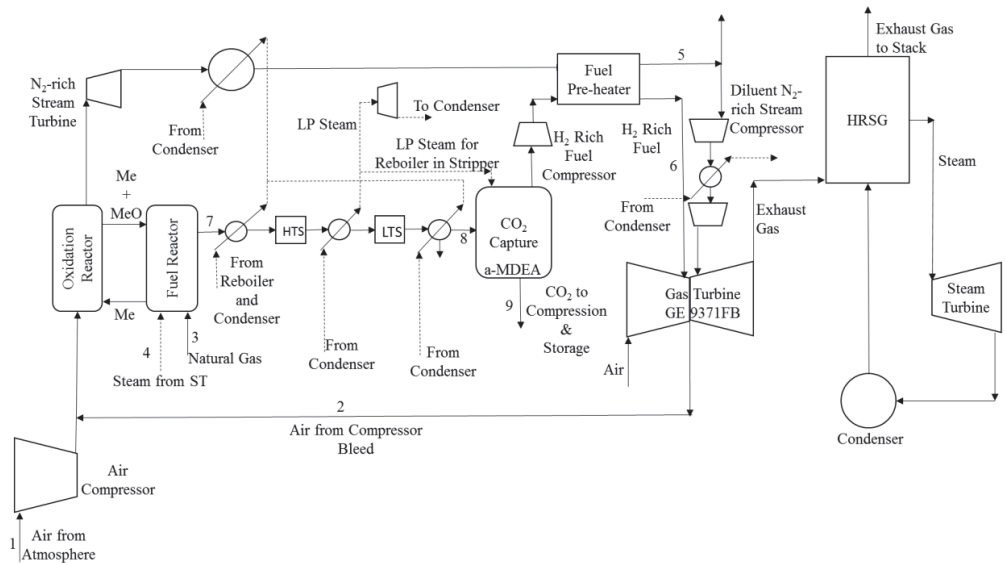 N2-rich
Stream
Turbine
From
Condenser
LP Steam
To Condenser
LP Steam for
Reboiler in Stripper
Fuel
Pre-heater
5
H2 Rich
Fuel
Compressor
H2 Rich
Fuel
6
Diluent N2-
rich Stream
Compressor
From
Condenser
Exhaust Gas
to Stack
HRSG
Steam
Exhaust
Gas
Me
+
MeO
Oxidation
Reactor
Fuel Reactor
7
HTS
LTS
8
CO2
Capture
a-MDEA
Me
From
Reboiler
and
Condenser
From
Condenser
From
Condenser
9
CO2 to
Compression
&
Storage
Gas Turbine
GE 9371FB
Air
Steam
Turbine
Condenser
4
3
Natural Gas
Steam from ST
2
Air from Compressor
Bleed
Air
Compressor
1
Air from
Atmosphere